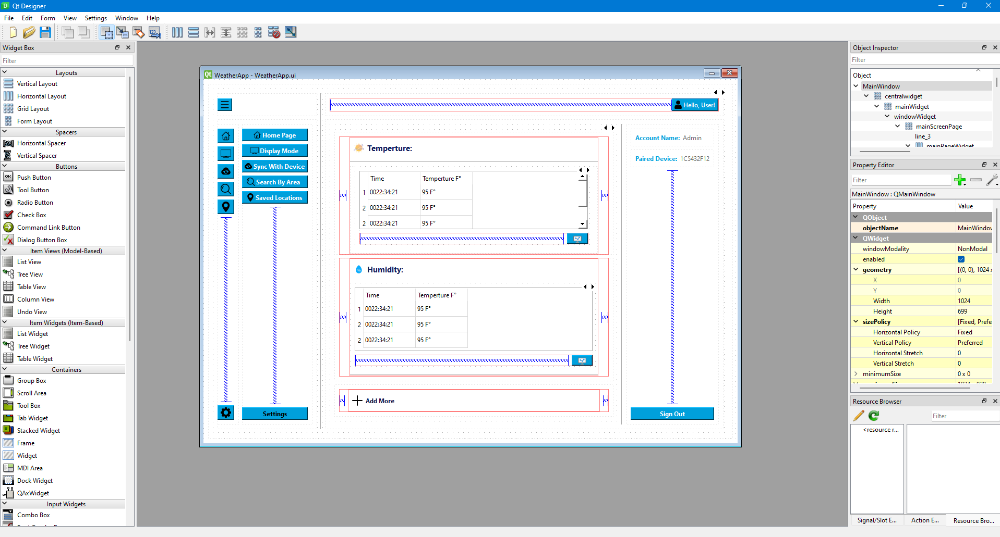 Qt Designer
File Edit Form View Settings Window Help
Widget Box
Filter
Layouts
Vertical Layout
Horizontal Layout
Grid Layout
Form Layout
Spacers
Horizontal Spacer
Vertical Spacer
Buttons
Push Button
Tool Button
Radio Button
Check Box
Command Link Button
Dialog Button Box
Item Views (Model-Based)
List View
Tree View
Table View
Column View
Undo View
Item Widgets (Item-Based)
List Widget
Tree Widget
Table Widget
Containers
Group Box
Scroll Area
Tool Box
Tab Widget
Stacked Widget
Frame
Widget
MDI Area
Dock Widget
QAxWidget
Input Widgets
Combo Box
WeatherApp - WeatherApp.ui
Hello, User!
Home Page
Display Mode
Sync With Device
Search By Area
Saved Locations
Settings
Temperture:
Time Temperture F°
1 0022:34:21 95 F°
2 0022:34:21 95 F°
2 0022:34:21 95 F°
Humidity:
Time Temperture F°
1 0022:34:21 95 F°
2 0022:34:21 95 F°
2 0022:34:21 95 F°
Add More
Account Name: Admin
Paired Device: 1C5432F12
Sign Out
Object Inspector
Filter
Object
MainWindow
centralwidget
mainWidget
windowWidget
mainScreenPage
line_3
mainPageWidget
Property Editor
Filter
MainWindow : QMainWindow
Property Value
QObject
objectName MainWindow
QWidget
windowModality NonModal
enabled
geometry [(0, 0), 1024 x
X 0
Y 0
Width 1024
Height 699
sizePolicy [Fixed, Prefe
Horizontal Policy Fixed
Vertical Policy Preferred
Horizontal Stretch 0
Vertical Stretch 0
minimumSize 0 x 0
Resource Browser
Filter
<resource r...
Signal/Slot E... Action E... Resource Bro...